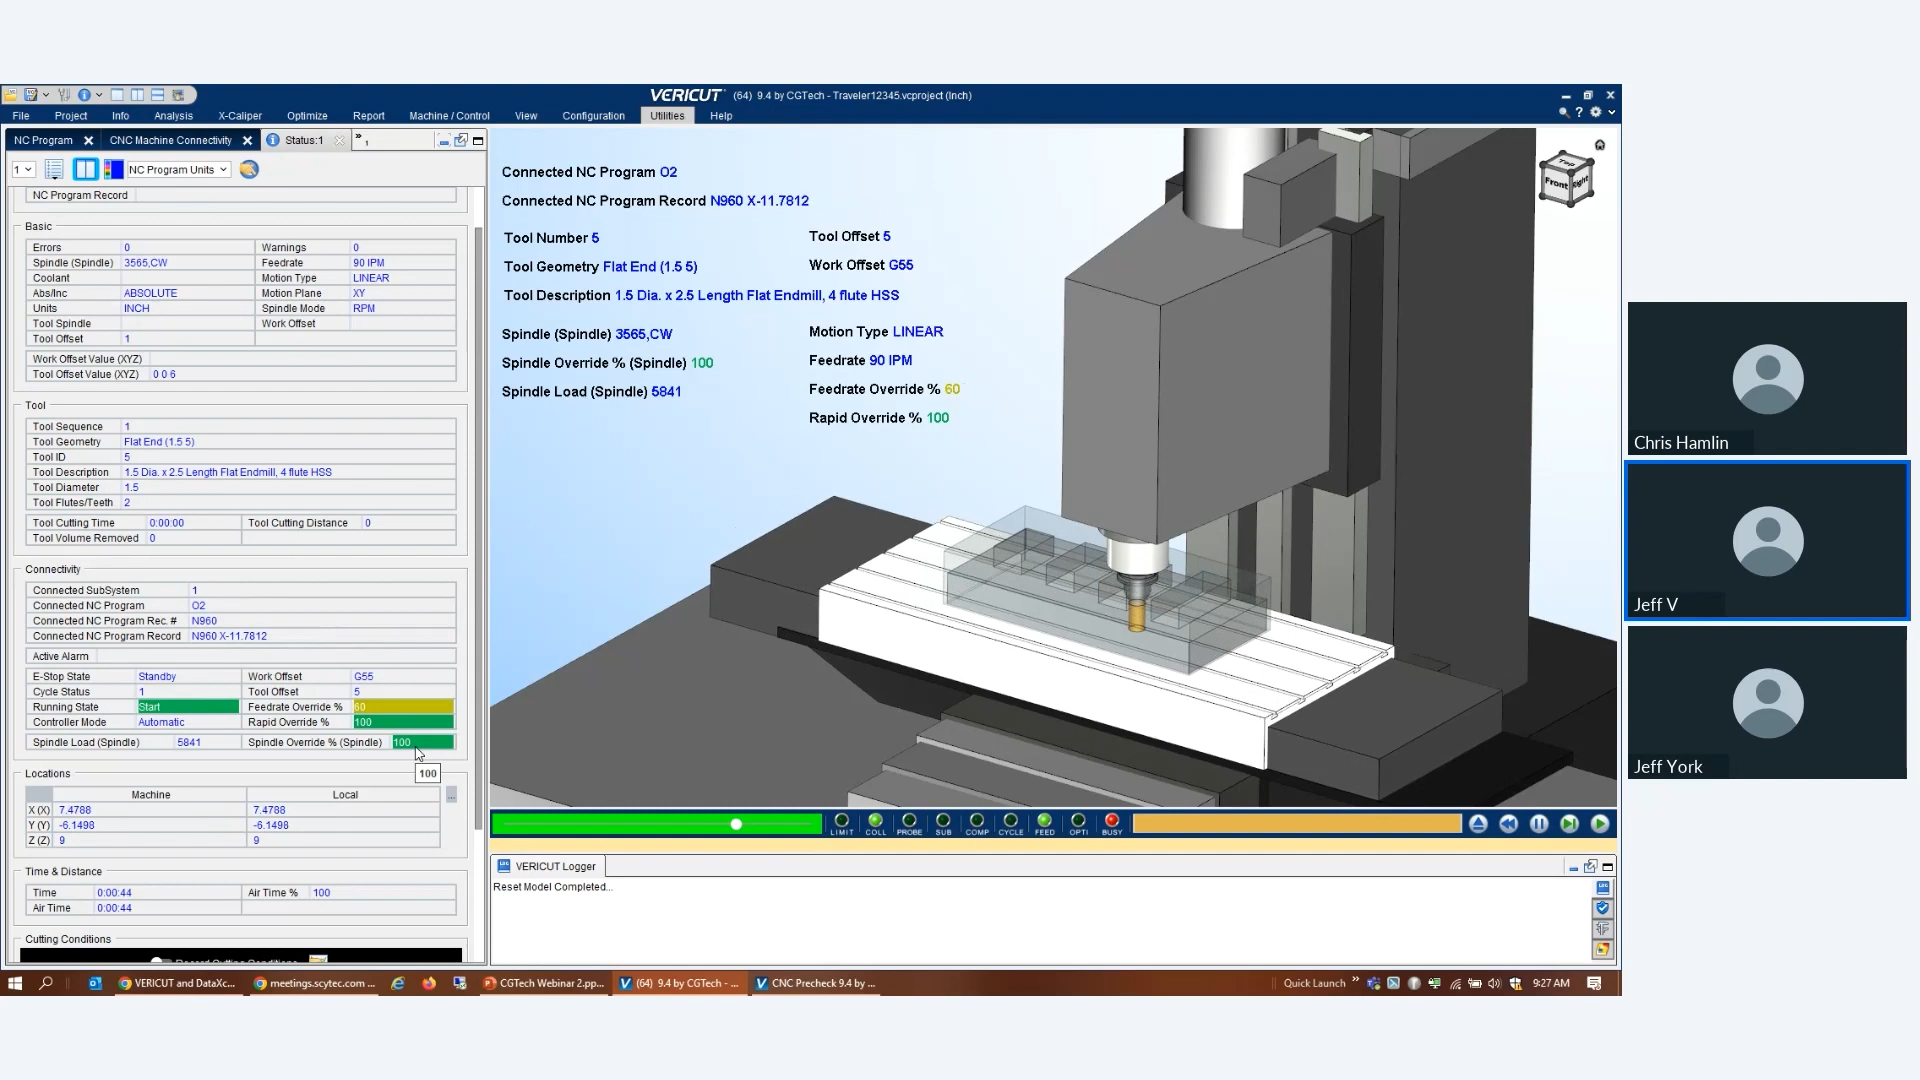 VERICUT (64) 9.4 by CGTech - Traveler12345.vcproject (Inch)
File Project Info Analysis X-Caliper Optimize Report Machine / Control View Configuration Utilities Help
NC Program CNC Machine Connectivity Status:1 » 1
1 NC Program Units
NC Program Record
Basic
Errors 0 Warnings 0
Spindle (Spindle) 3565,CW Feedrate 90 IPM
Coolant Motion Type LINEAR
Abs/Inc ABSOLUTE Motion Plane XY
Units INCH Spindle Mode RPM
Tool Spindle Work Offset
Tool Offset 1
Work Offset Value (XYZ)
Tool Offset Value (XYZ) 0 0 6
Tool
Tool Sequence 1
Tool Geometry Flat End (1.5 5)
Tool ID 5
Tool Description 1.5 Dia. x 2.5 Length Flat Endmill, 4 flute HSS
Tool Diameter 1.5
Tool Flutes/Teeth 2
Tool Cutting Time 0:00:00 Tool Cutting Distance 0
Tool Volume Removed 0
Connectivity
Connected SubSystem 1
Connected NC Program O2
Connected NC Program Rec. # N960
Connected NC Program Record N960 X-11.7812
Active Alarm
E-Stop State Standby Work Offset G55
Cycle Status 1 Tool Offset 5
Running State Start Feedrate Override % 60
Controller Mode Automatic Rapid Override % 100
Spindle Load (Spindle) 5841 Spindle Override % (Spindle) 100
100
Locations
Machine Local
X (X) 7.4788 7.4788
Y (Y) -6.1498 -6.1498
Z (Z) 9 9
...
Time & Distance
Time 0:00:44 Air Time % 100
Air Time 0:00:44
Cutting Conditions
Connected NC Program O2
Connected NC Program Record N960 X-11.7812
Tool Number 5 Tool Offset 5
Tool Geometry Flat End (1.5 5) Work Offset G55
Tool Description 1.5 Dia. x 2.5 Length Flat Endmill, 4 flute HSS
Spindle (Spindle) 3565,CW Motion Type LINEAR
Spindle Override % (Spindle) 100 Feedrate 90 IPM
Spindle Load (Spindle) 5841 Feedrate Override % 60
Rapid Override % 100
Top
Front Right
LIMIT COLL PROBE SUB COMP CYCLE FEED OPTI BUSY
VERICUT Logger
Reset Model Completed...
Chris Hamlin
Jeff V
Jeff York
VERICUT and DataXc... meetings.scytec.com ... CGTech Webinar 2.pp... (64) 9.4 by CGTech - ... CNC Precheck 9.4 by ... Quick Launch » 9:27 AM